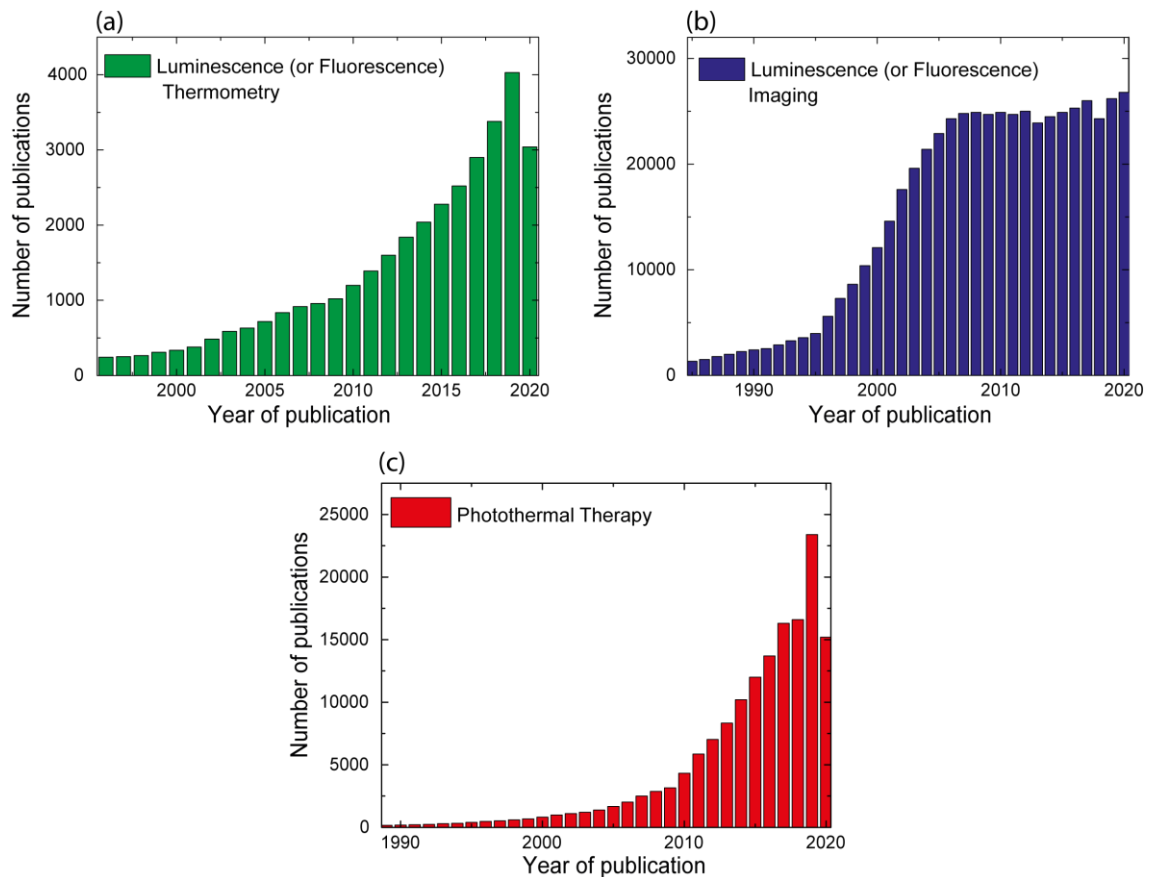 (a)
Luminescence (or Fluorescence)
Thermometry
Number of publications
4000
3000
2000
1000
0
2000
2005
2010
2015
2020
Year of publication
(b)
Luminescence (or Fluorescence)
Imaging
Number of publications
30000
20000
10000
0
1990
2000
2010
2020
Year of publication
(c)
Photothermal Therapy
Number of publications
25000
20000
15000
10000
5000
0
1990
2000
2010
2020
Year of publication